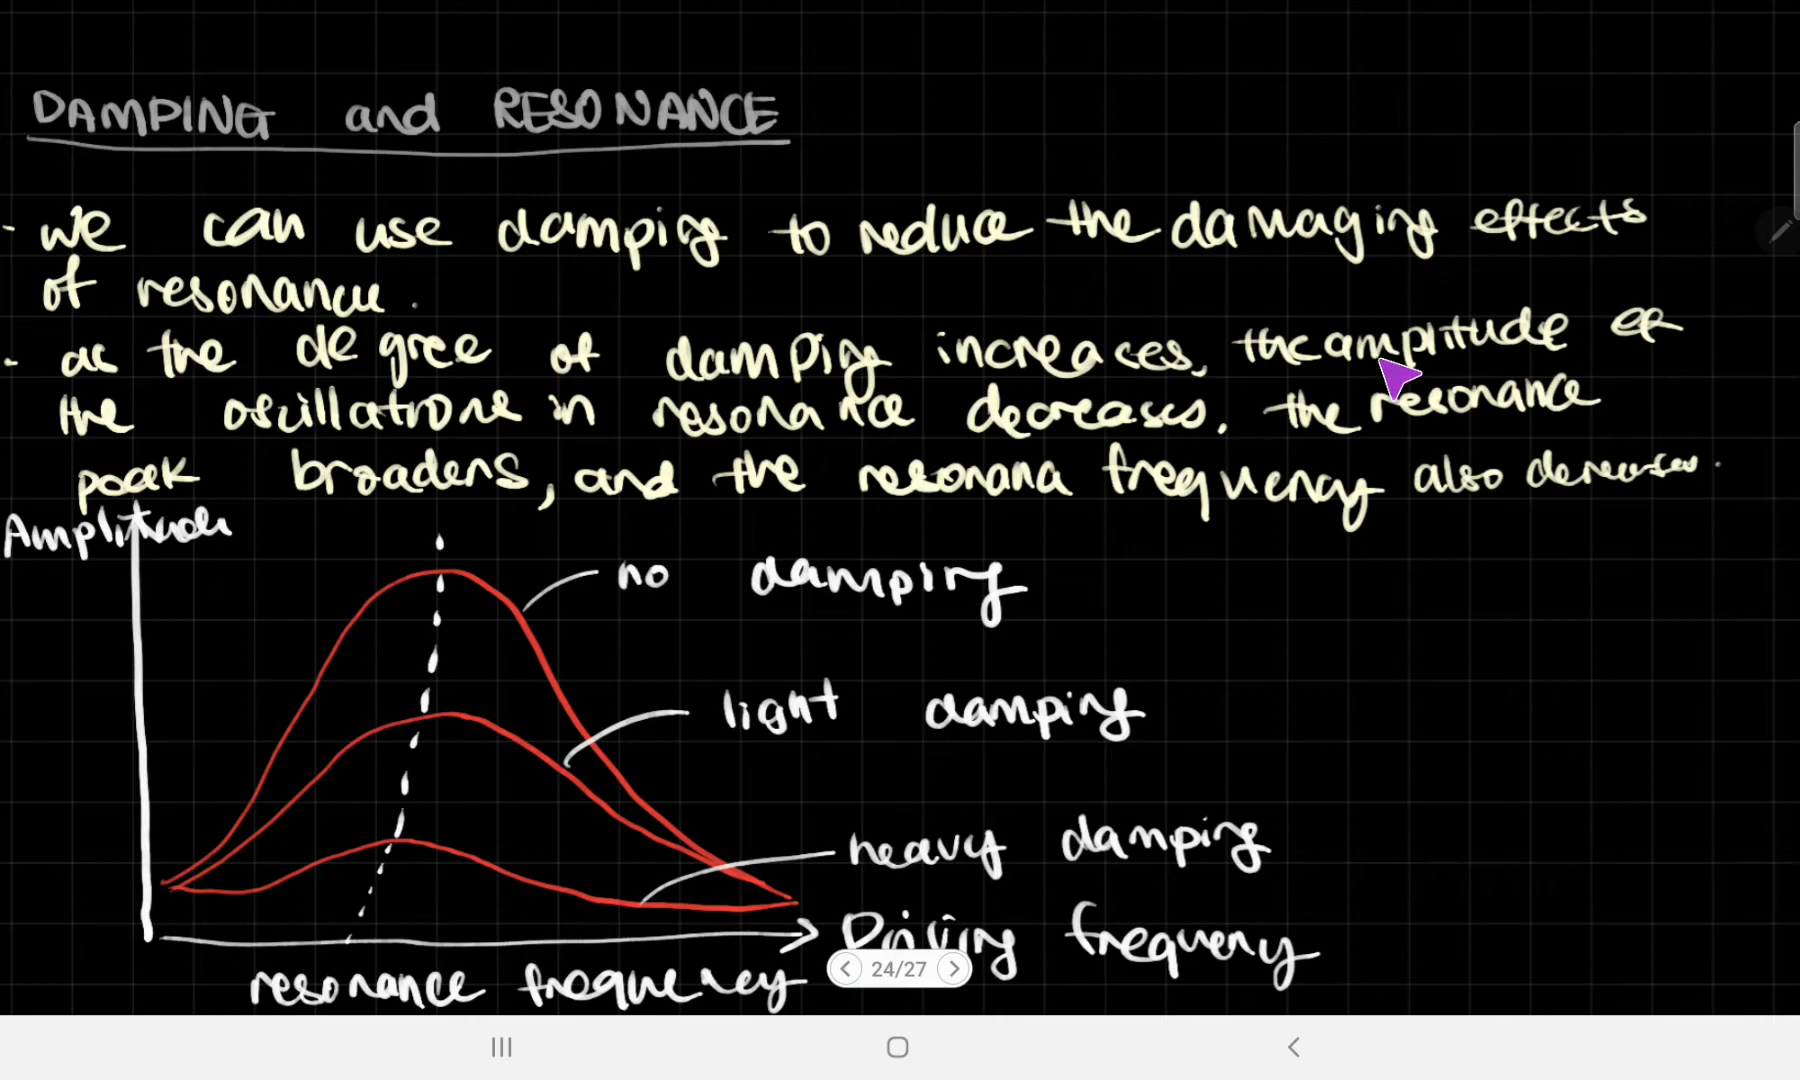 DAMPING and RESONANCE
- we can use damping to reduce the damaging effects
of resonance.
- as the degree of damping increases, the amplitude of
the oscillations in resonance decreases, the resonance
peak broadens, and the resonance frequency also decreases.
Amplitude
no damping
light damping
heavy damping
Driving frequency
24/27
resonance frequency